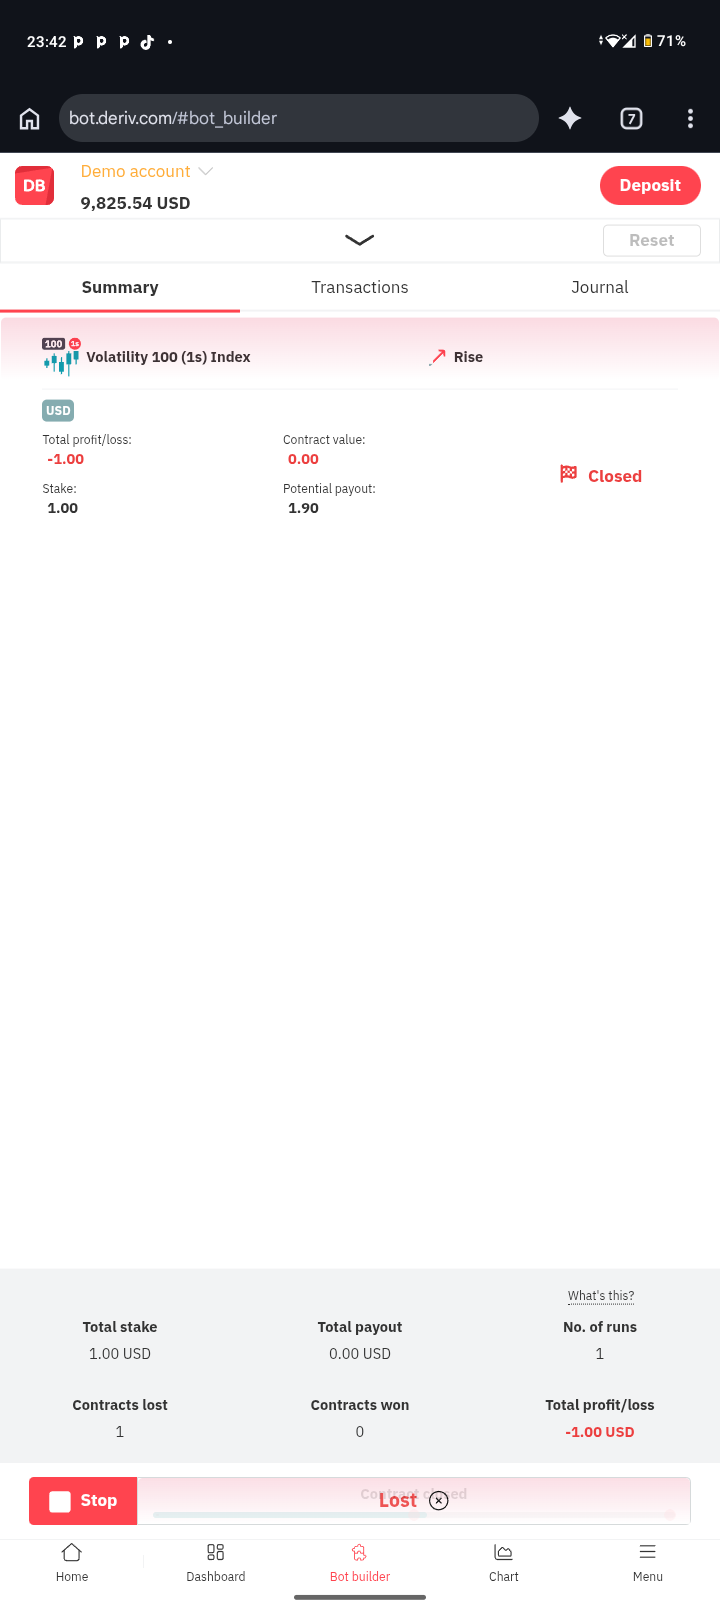 23:42 71%
bot.deriv.com/#bot_builder 7
DB Demo account
9,825.54 USD
Deposit
Reset
Summary Transactions Journal
100 1s Volatility 100 (1s) Index Rise
USD
Total profit/loss: Contract value:
-1.00 0.00
Closed
Stake: Potential payout:
1.00 1.90
What's this?
Total stake Total payout No. of runs
1.00 USD 0.00 USD 1
Contracts lost Contracts won Total profit/loss
1 0 -1.00 USD
Contract closed
Stop Lost
Home Dashboard Bot builder Chart Menu